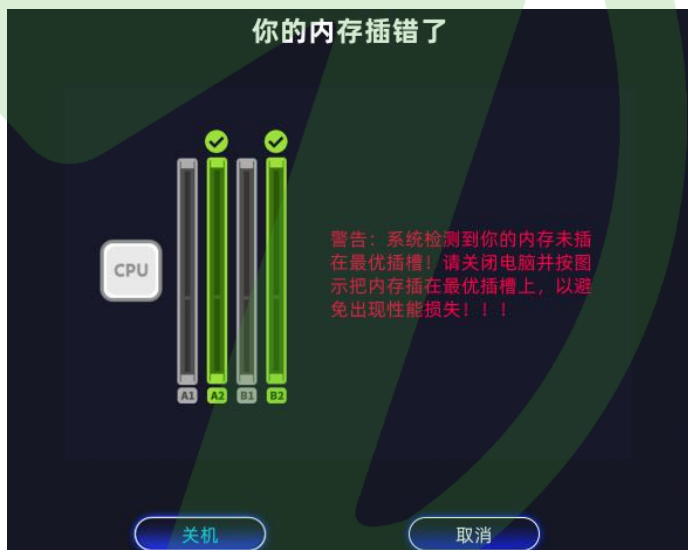 你的内存插错了
警告：系统检测到你的内存未插
在最优插槽！请关闭电脑并按图
示把内存插在最优插槽上，以避
免出现性能损失！！！
CPU
A1 A2 B1 B2
关机 取消